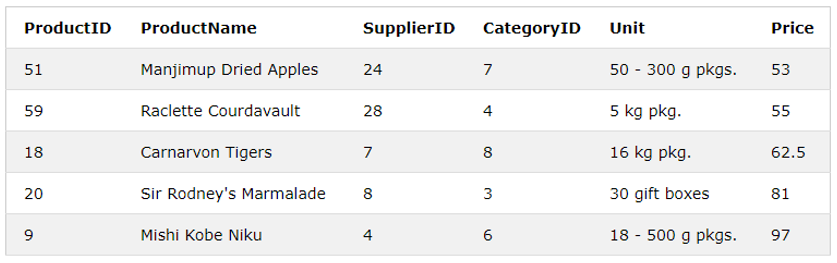 ProductID ProductName SupplierID CategoryID Unit Price
51 Manjimup Dried Apples 24 7 50 - 300 g pkgs. 53
59 Raclette Courdavault 28 4 5 kg pkg. 55
18 Carnarvon Tigers 7 8 16 kg pkg. 62.5
20 Sir Rodney's Marmalade 8 3 30 gift boxes 81
9 Mishi Kobe Niku 4 6 18 - 500 g pkgs. 97